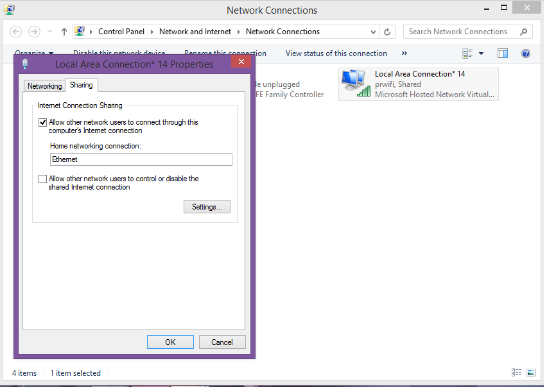 Network Connections
Control Panel
Network and Internet
Network Connections
Search Network Connections
Organize
Disable this network device
Rename this connection
View status of this connection
»
Local Area Connection* 14 Properties
Networking
Sharing
Internet Connection Sharing
Allow other network users to connect through this
computer's Internet connection
Home networking connection:
Ethernet
Allow other network users to control or disable the
shared Internet connection
Settings...
OK
Cancel
le unplugged
FE Family Controller
Local Area Connection* 14
prwifi, Shared
Microsoft Hosted Network Virtual...
4 items
1 item selected